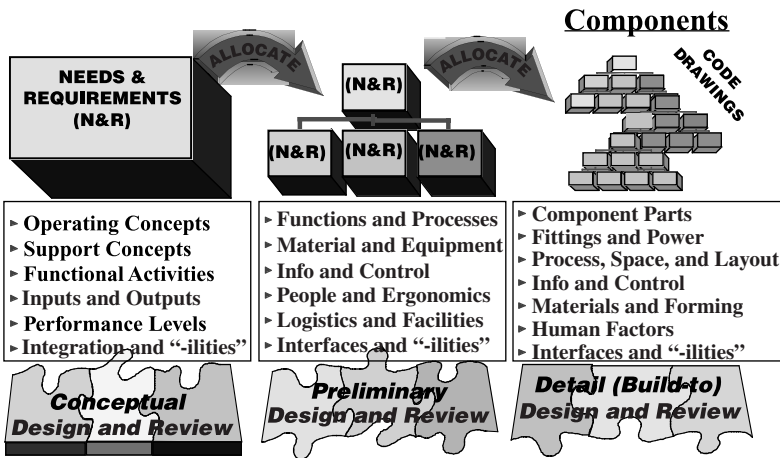 Components
ALLOCATE
ALLOCATE
CODE
DRAWINGS
NEEDS &
REQUIREMENTS
(N&R)
(N&R)
(N&R)
(N&R)
(N&R)
▸ Operating Concepts
▸ Support Concepts
▸ Functional Activities
▸ Inputs and Outputs
▸ Performance Levels
▸ Integration and “-ilities”
▸ Functions and Processes
▸ Material and Equipment
▸ Info and Control
▸ People and Ergonomics
▸ Logistics and Facilities
▸ Interfaces and “-ilities”
▸ Component Parts
▸ Fittings and Power
▸ Process, Space, and Layout
▸ Info and Control
▸ Materials and Forming
▸ Human Factors
▸ Interfaces and “-ilities”
Conceptual
Design and Review
Preliminary
Design and Review
Detail (Build-to)
Design and Review